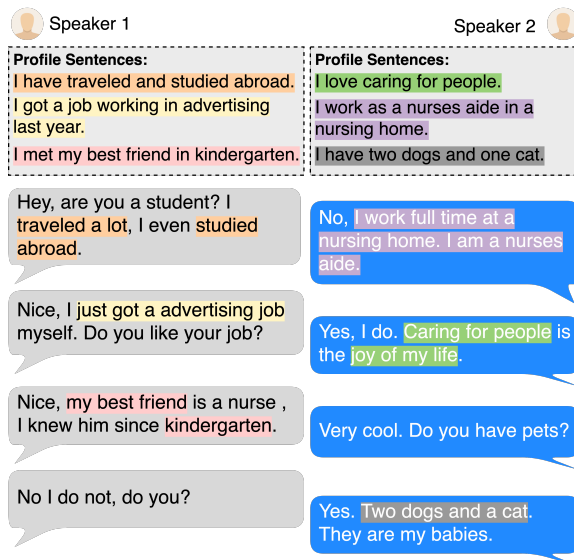 Speaker 1
Speaker 2
Profile Sentences:
I have traveled and studied abroad.
I got a job working in advertising
last year.
I met my best friend in kindergarten.
Profile Sentences:
I love caring for people.
I work as a nurses aide in a
nursing home.
I have two dogs and one cat.
Hey, are you a student? I
traveled a lot, I even studied
abroad.
No, I work full time at a
nursing home. I am a nurses
aide.
Nice, I just got a advertising job
myself. Do you like your job?
Yes, I do. Caring for people is
the joy of my life.
Nice, my best friend is a nurse ,
I knew him since kindergarten.
Very cool. Do you have pets?
No I do not, do you?
Yes. Two dogs and a cat.
They are my babies.